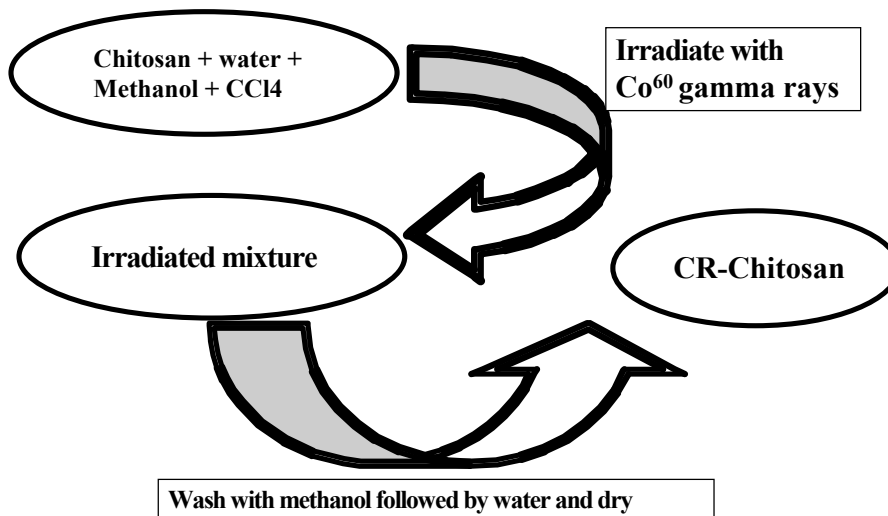 Chitosan + water +
Methanol + CCl4
Irradiate with
Co⁶⁰ gamma rays
Irradiated mixture
CR-Chitosan
Wash with methanol followed by water and dry